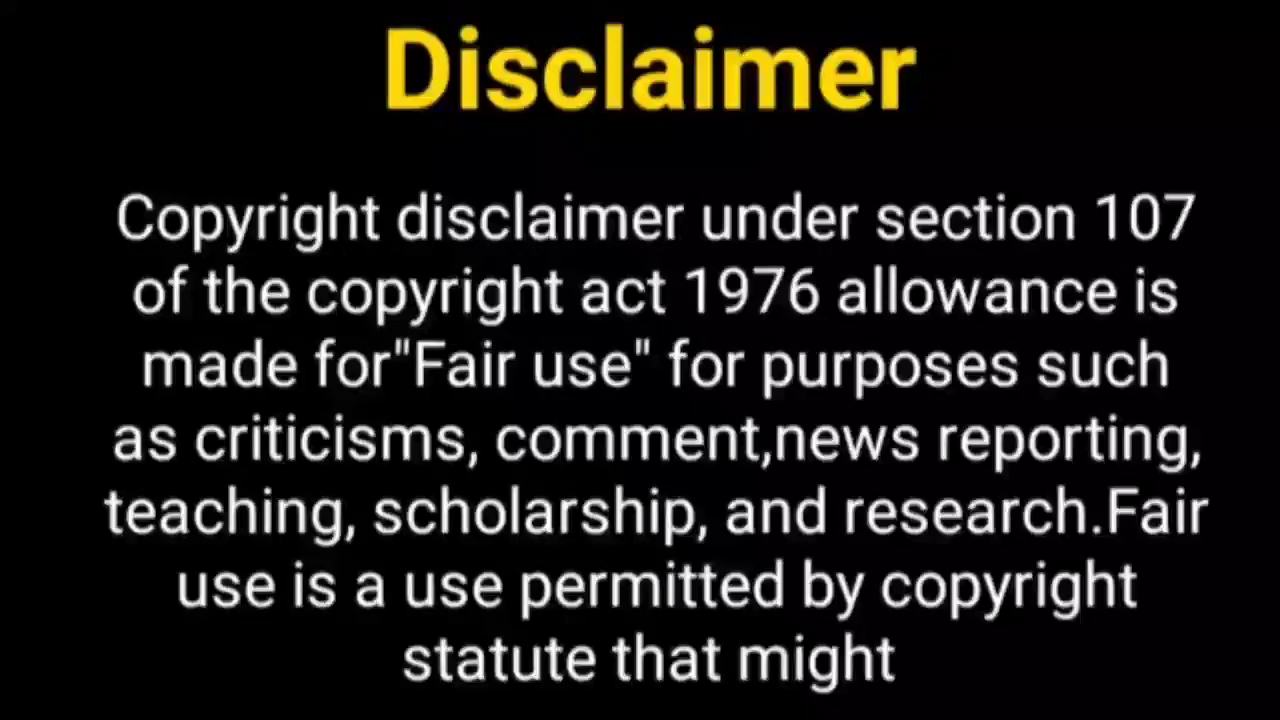 Disclaimer
Copyright disclaimer under section 107
of the copyright act 1976 allowance is
made for"Fair use" for purposes such
as criticisms, comment,news reporting,
teaching, scholarship, and research.Fair
use is a use permitted by copyright
statute that might